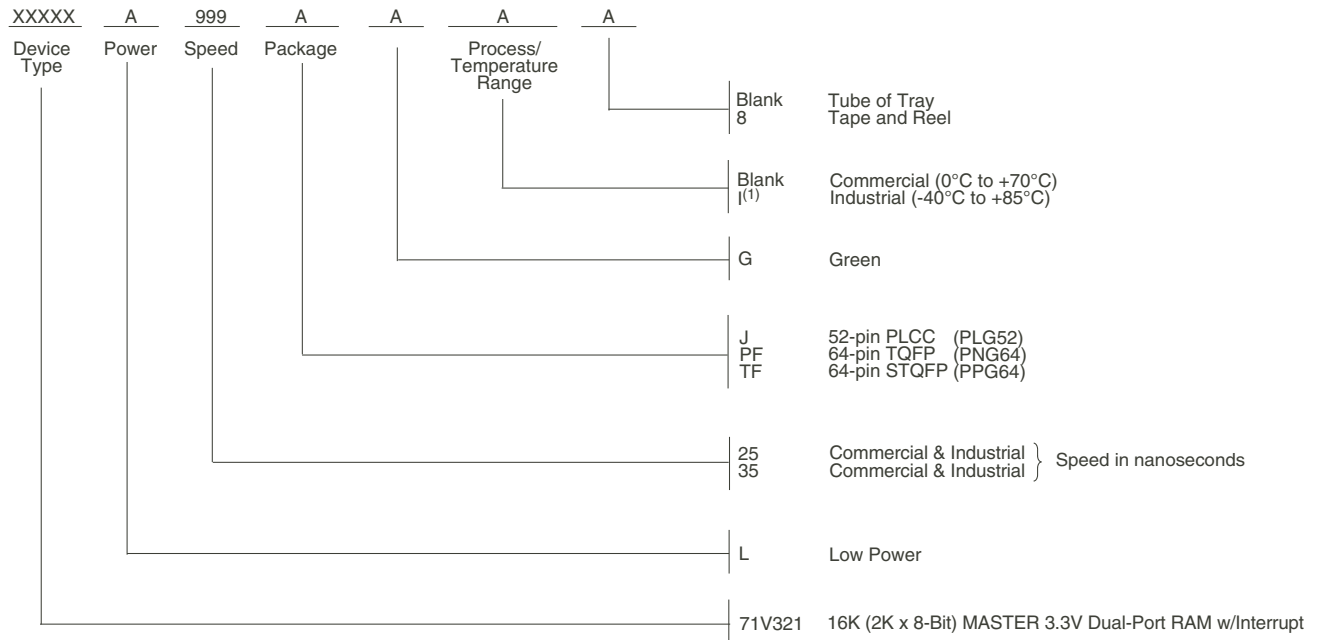 XXXXX A 999 A A A A
Device Type Power Speed Package Process/ Temperature Range
Blank Tube of Tray
8 Tape and Reel
Blank Commercial (0°C to +70°C)
I(1) Industrial (-40°C to +85°C)
G Green
J 52-pin PLCC (PLG52)
PF 64-pin TQFP (PNG64)
TF 64-pin STQFP (PPG64)
25 Commercial & Industrial
35 Commercial & Industrial
Speed in nanoseconds
L Low Power
71V321 16K (2K x 8-Bit) MASTER 3.3V Dual-Port RAM w/Interrupt